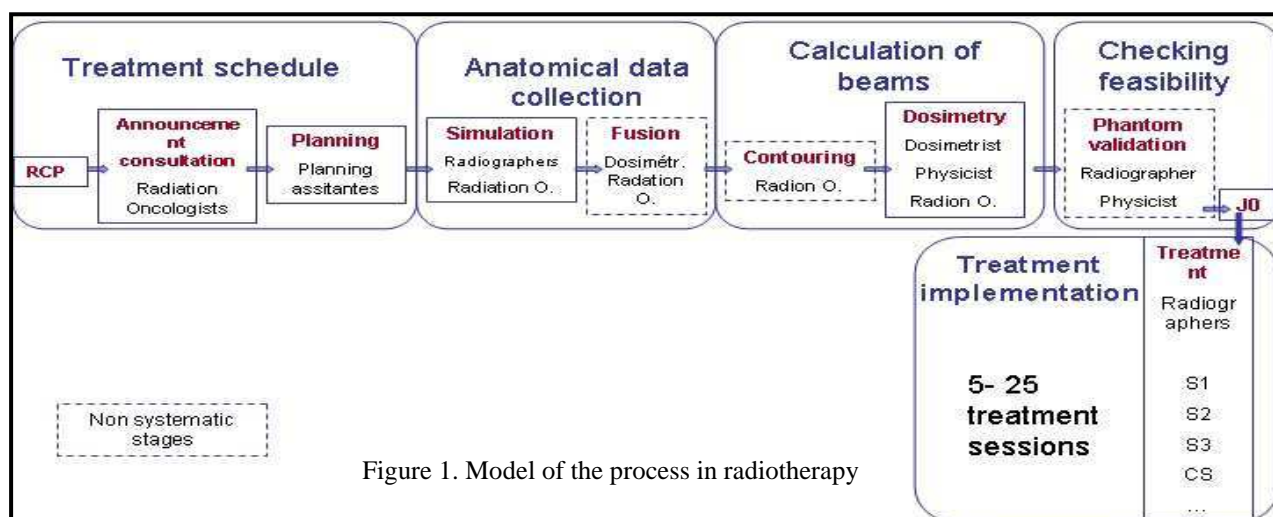 Treatment schedule
RCP
Announceme
nt
consultation
Radiation
Oncologists
Planning
Planning
assitantes
Anatomical data
collection
Simulation
Radiographers
Radiation O.
Fusion
Dosimétr.
Radation
O.
Calculation of
beams
Contouring
Radion O.
Dosimetry
Dosimetrist
Physicist
Radion O.
Checking
feasibility
Phantom
validation
Radiographer
Physicist
J0
Treatment
implementation
5- 25
treatment
sessions
Treatme
nt
Radiogr
aphers
S1
S2
S3
CS
...
Non systematic
stages
Figure 1. Model of the process in radiotherapy